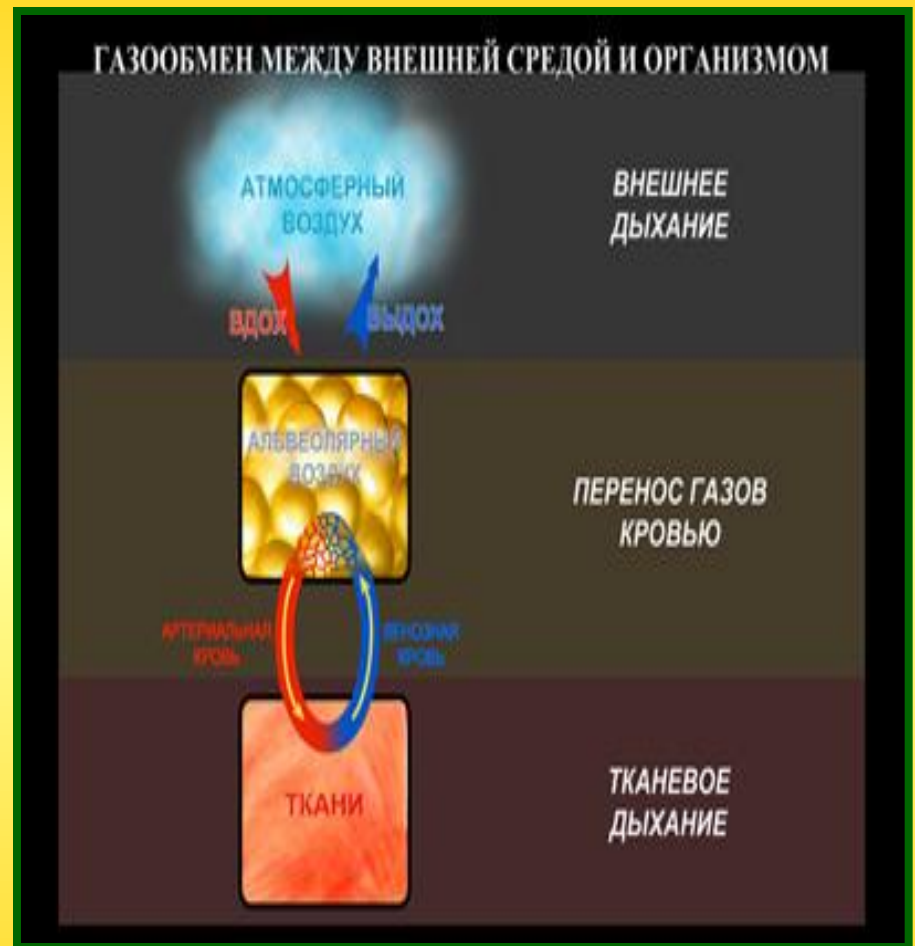 ГАЗООБМЕН МЕЖДУ ВНЕШНЕЙ СРЕДОЙ И ОРГАНИЗМОМ
АТМОСФЕРНЫЙ
ВОЗДУХ
ВНЕШНЕЕ
ДЫХАНИЕ
ВДОХ
ВЫДОХ
АЛЬВЕОЛЯРНЫЙ
ВОЗДУХ
ПЕРЕНОС ГАЗОВ
КРОВЬЮ
АРТЕРИАЛЬНАЯ
КРОВЬ
ВЕНОЗНАЯ
КРОВЬ
ТКАНИ
ТКАНЕВОЕ
ДЫХАНИЕ